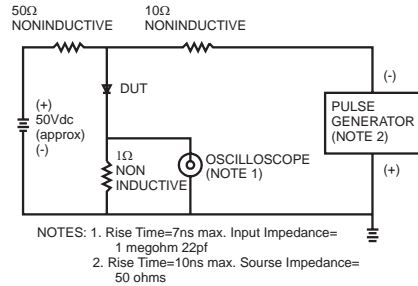 50Ω
NONINDUCTIVE
10Ω
NONINDUCTIVE
DUT
(+)
50Vdc
(approx)
(-)
1Ω
NON
INDUCTIVE
OSCILLOSCOPE
(NOTE 1)
(-)
PULSE
GENERATOR
(NOTE 2)
(+)
NOTES: 1. Rise Time=7ns max. Input Impedance=
1 megohm 22pf
2. Rise Time=10ns max. Sourse Impedance=
50 ohms